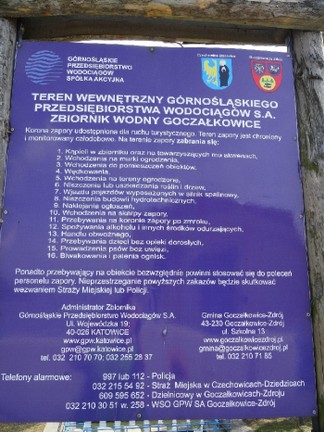 GÓRNOŚLĄSKIE
PRZEDSIĘBIORSTWO
WODOCIĄGÓW
SPÓŁKA AKCYJNA
TEREN WEWNĘTRZNY GÓRNOŚLĄSKIEGO
PRZEDSIĘBIORSTWA WODOCIĄGÓW S.A.
ZBIORNIK WODNY GOCZAŁKOWICE
Korona zapory udostępniona dla ruchu turystycznego. Teren zapory jest chroniony
i monitorowany całodobowo. Na terenie zapory zabrania się:
1. Kąpieli w zbiorniku oraz na towarzyszących mu akwenach,
2. Wchodzenia na murki ogrodzenia,
3. Wchodzenia do pomieszczeń obiektów,
4. Wędkowania,
5. Wchodzenia na tereny ogrodzone,
6. Niszczenia lub uszkadzania roślin i drzew,
7. Wjazdu pojazdów wyposażonych w silnik spalinowy,
8. Niszczenia budowli hydrotechnicznych,
9. Naklejania ogłoszeń,
10. Wchodzenia na skarpy zapory,
11. Przebywania na koronie zapory po zmroku,
12. Spożywania alkoholu i innych środków odurzających,
13. Handlu obwoźnego,
14. Przebywania dzieci bez opieki dorosłych,
15. Prowadzenia psów bez uwięzi,
16. Biwakowania i palenia ognisk.
Ponadto przebywający na obiekcie bezwzględnie powinni stosować się do poleceń
personelu zapory. Nieprzestrzeganie powyższych zakazów będzie skutkować
wezwaniem Straży Miejskiej lub Policji.
Administrator Zbiornika
Górnośląskie Przedsiębiorstwo Wodociągów S.A.
Ul. Wojewódzka 19;
40-026 KATOWICE
www.gpw.katowice.pl
gpw@gpw.katowice.pl
tel. 032 210 70 70; 032 255 28 37
Gmina Goczałkowice-Zdrój
43-230 Goczałkowice-Zdrój
ul. Szkolna 13
www.goczalkowicezdroj.pl
gmina@goczalkowicezdroj.pl
tel. 032 210 71 85
Telefony alarmowe: 997 lub 112 - Policja
032 215 54 92 - Straż Miejska w Czechowicach-Dziedzicach
609 595 652 - Dzielnicowy w Goczałkowicach-Zdroju
032 210 30 51 w. 258 - WSO GPW SA Goczałkowice-Zdrój